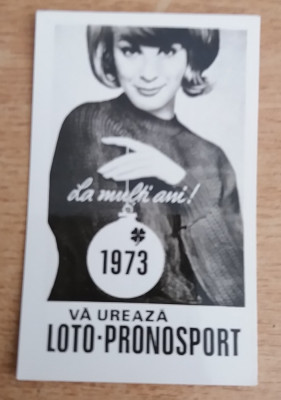 La mulți ani!
1973
VĂ UREAZĂ
LOTO·PRONOSPORT